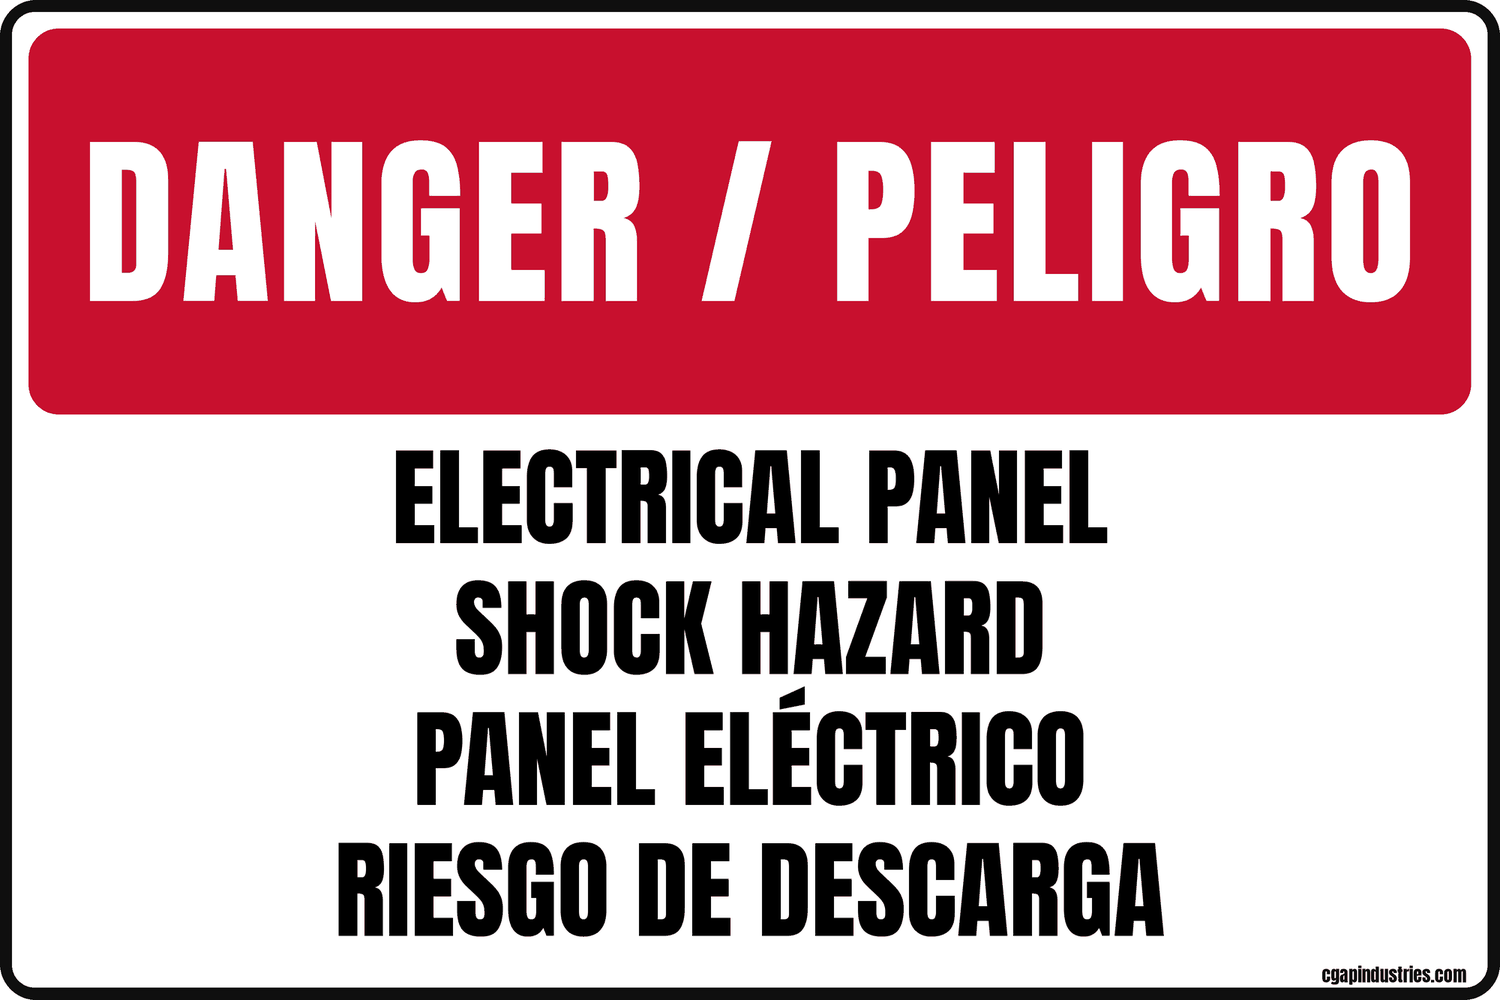 DANGER / PELIGRO
ELECTRICAL PANEL
SHOCK HAZARD
PANEL ELÉCTRICO
RIESGO DE DESCARGA
cgapindustries.com